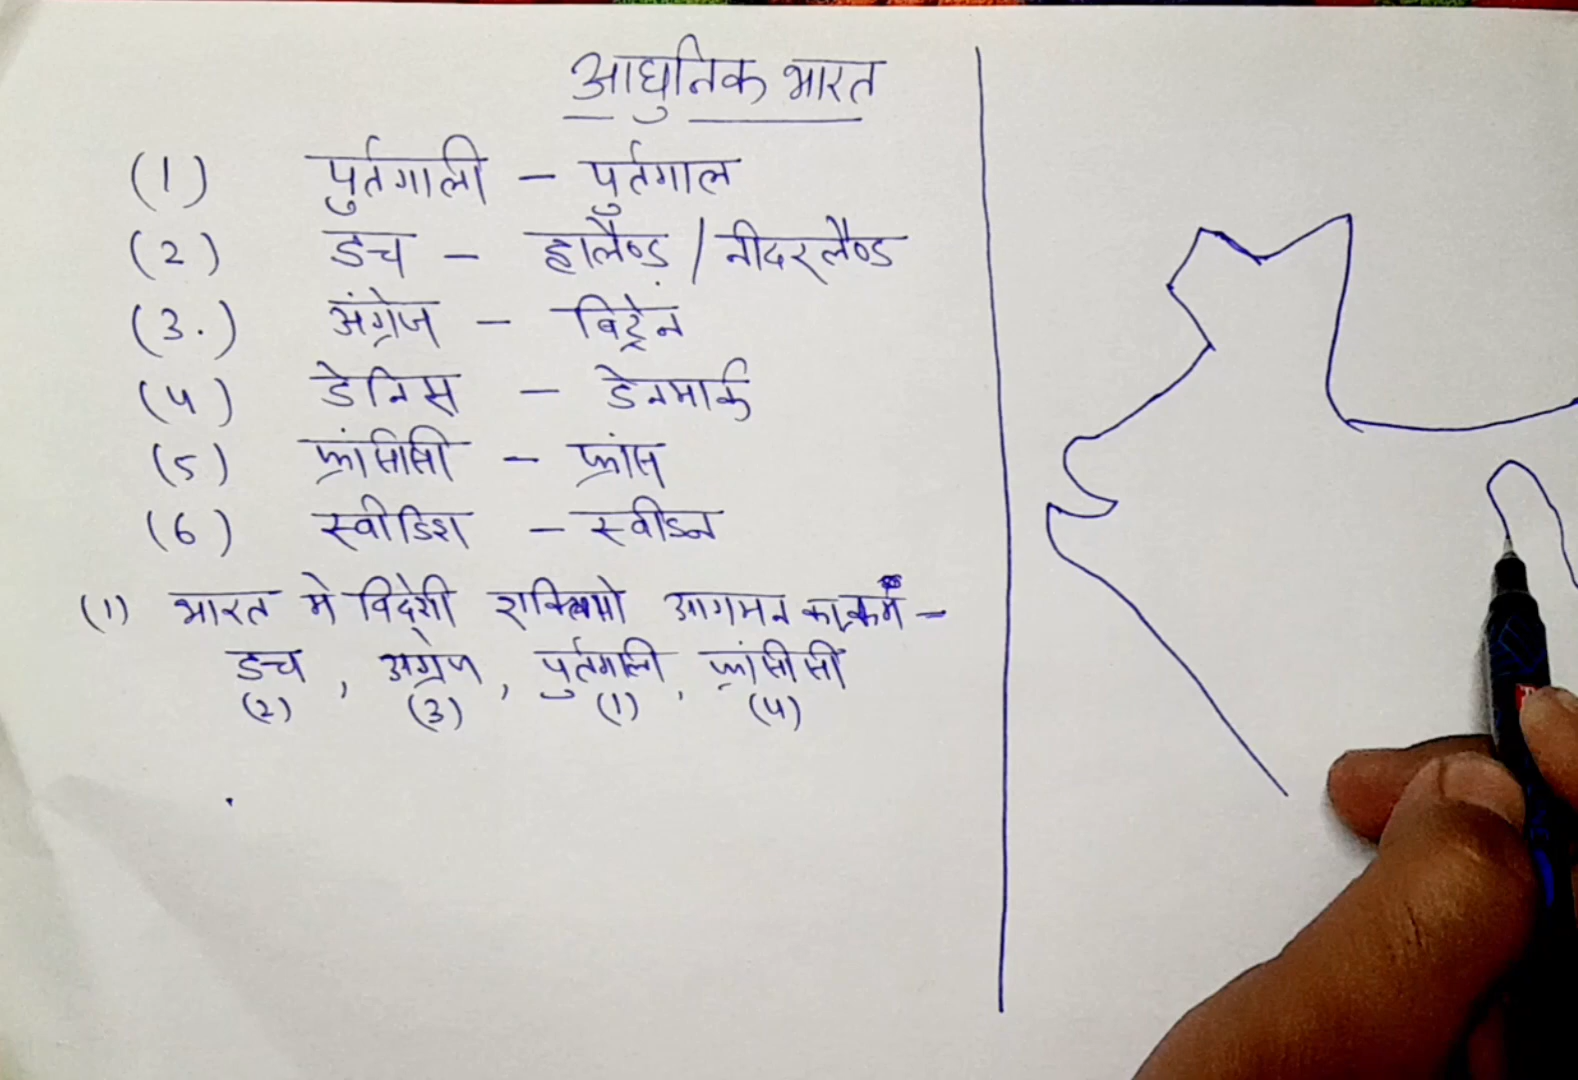 आधुनिक भारत
(1) पुर्तगाली – पुर्तगाल
(2) डच – हालैण्ड / नीदरलैण्ड
(3.) अंग्रेज – ब्रिट्रेन
(4) डेनिस – डेनमार्क
(5) फ्रांसीसी – फ्रांस
(6) स्वीडिश – स्वीडन
(1) भारत मे विदेशी शक्तियो आगमन का क्रम –
डच , अंग्रेज , पुर्तगाली , फ्रांसीसी
(2) (3) (1) (4)